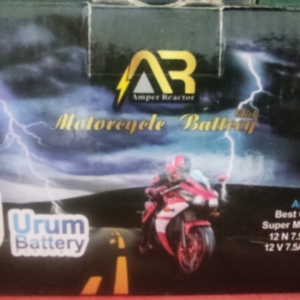 AR
Amper Reactor
Motorcycle Battery
Urum
Battery
Best
Super M
12 N 7.5
12 V 7.5A